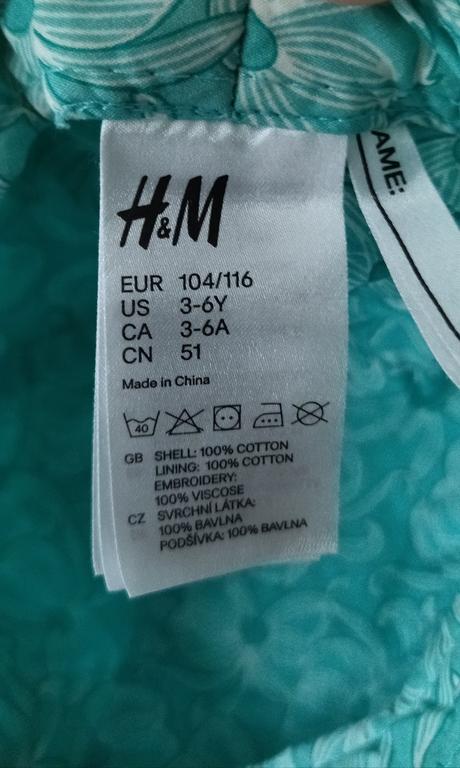 H&M
EUR 104/116
US 3-6Y
CA 3-6A
CN 51
Made in China
40
GB SHELL: 100% COTTON
LINING: 100% COTTON
EMBROIDERY:
100% VISCOSE
CZ SVRCHNÍ LÁTKA:
100% BAVLNA
PODŠÍVKA: 100% BAVLNA
AME: